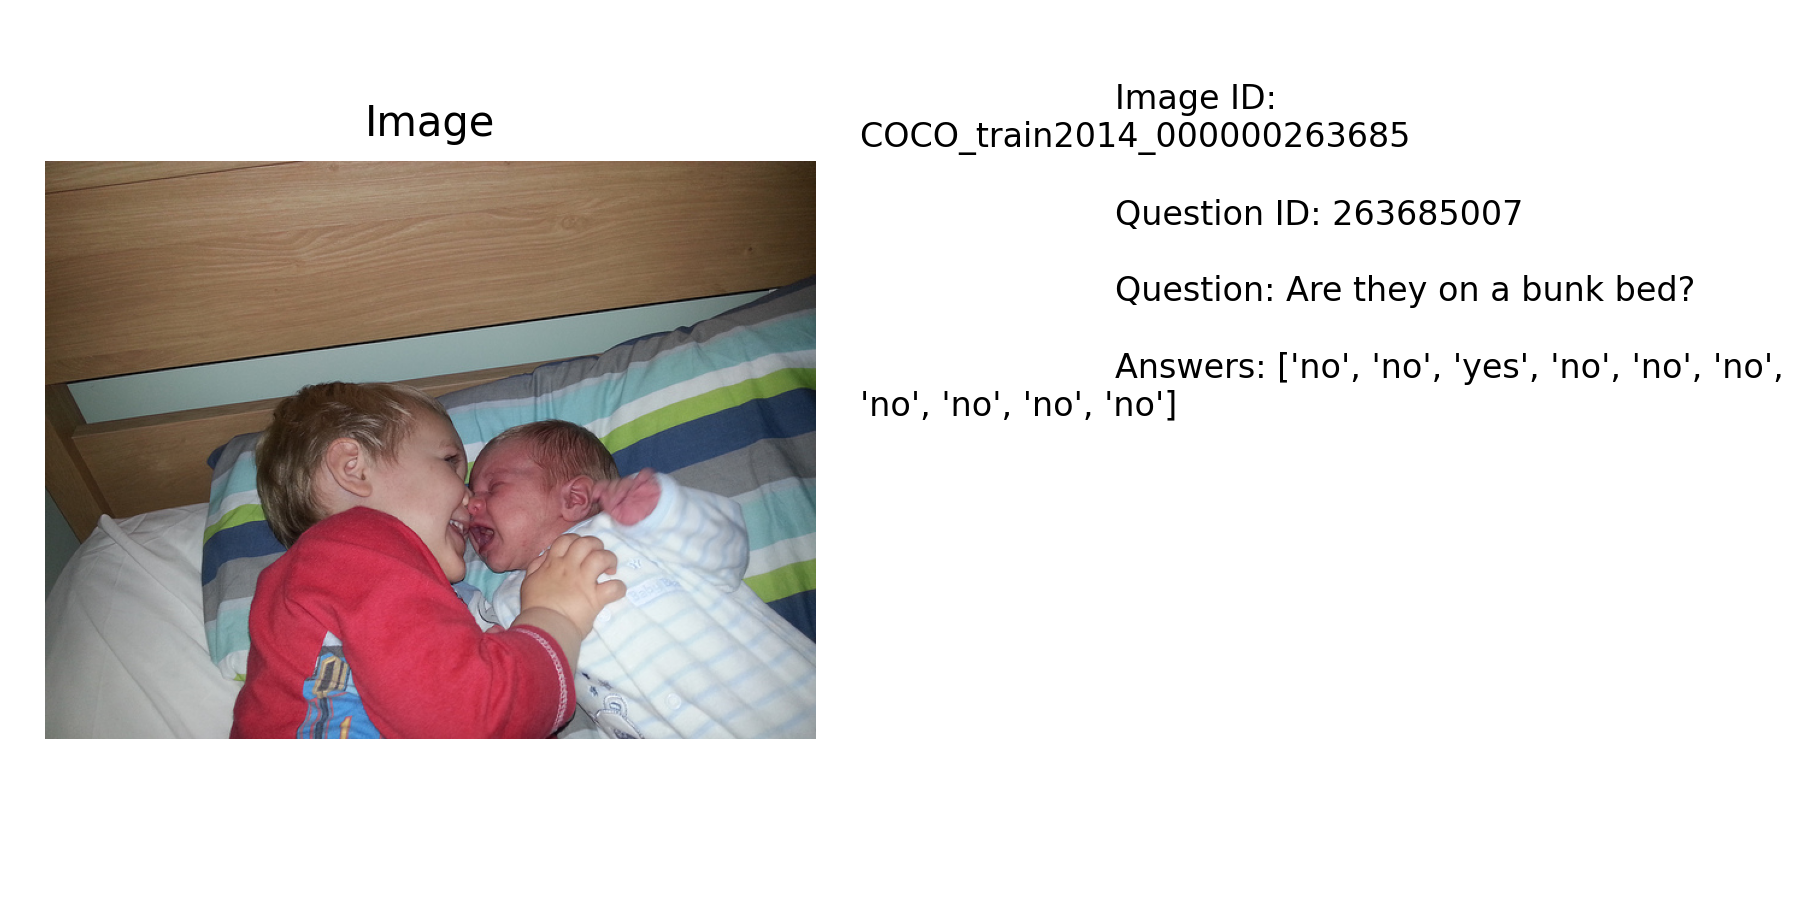 Image
Image ID:
COCO_train2014_000000263685
Question ID: 263685007
Question: Are they on a bunk bed?
Answers: ['no', 'no', 'yes', 'no', 'no', 'no',
'no', 'no', 'no', 'no']